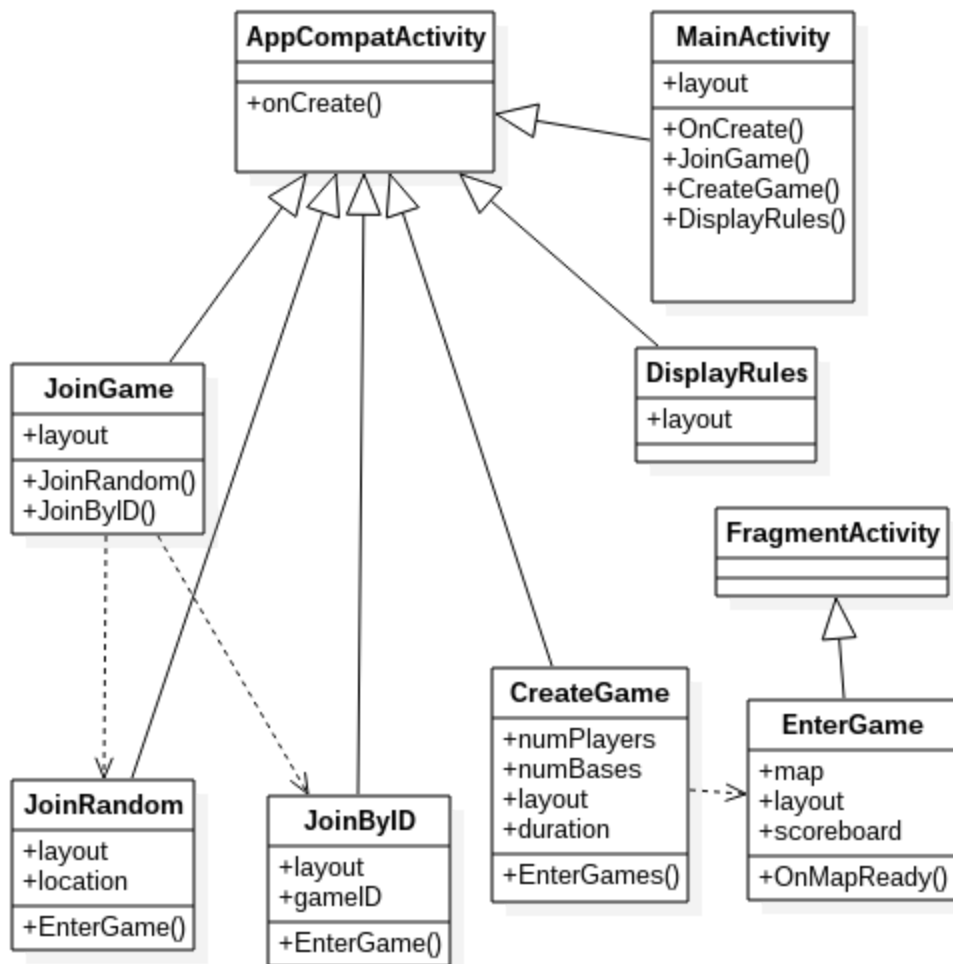 AppCompatActivity
+onCreate()
MainActivity
+layout
+OnCreate()
+JoinGame()
+CreateGame()
+DisplayRules()
JoinGame
+layout
+JoinRandom()
+JoinByID()
DisplayRules
+layout
FragmentActivity
CreateGame
+numPlayers
+numBases
+layout
+duration
+EnterGames()
EnterGame
+map
+layout
+scoreboard
+OnMapReady()
JoinRandom
+layout
+location
+EnterGame()
JoinByID
+layout
+gameID
+EnterGame()